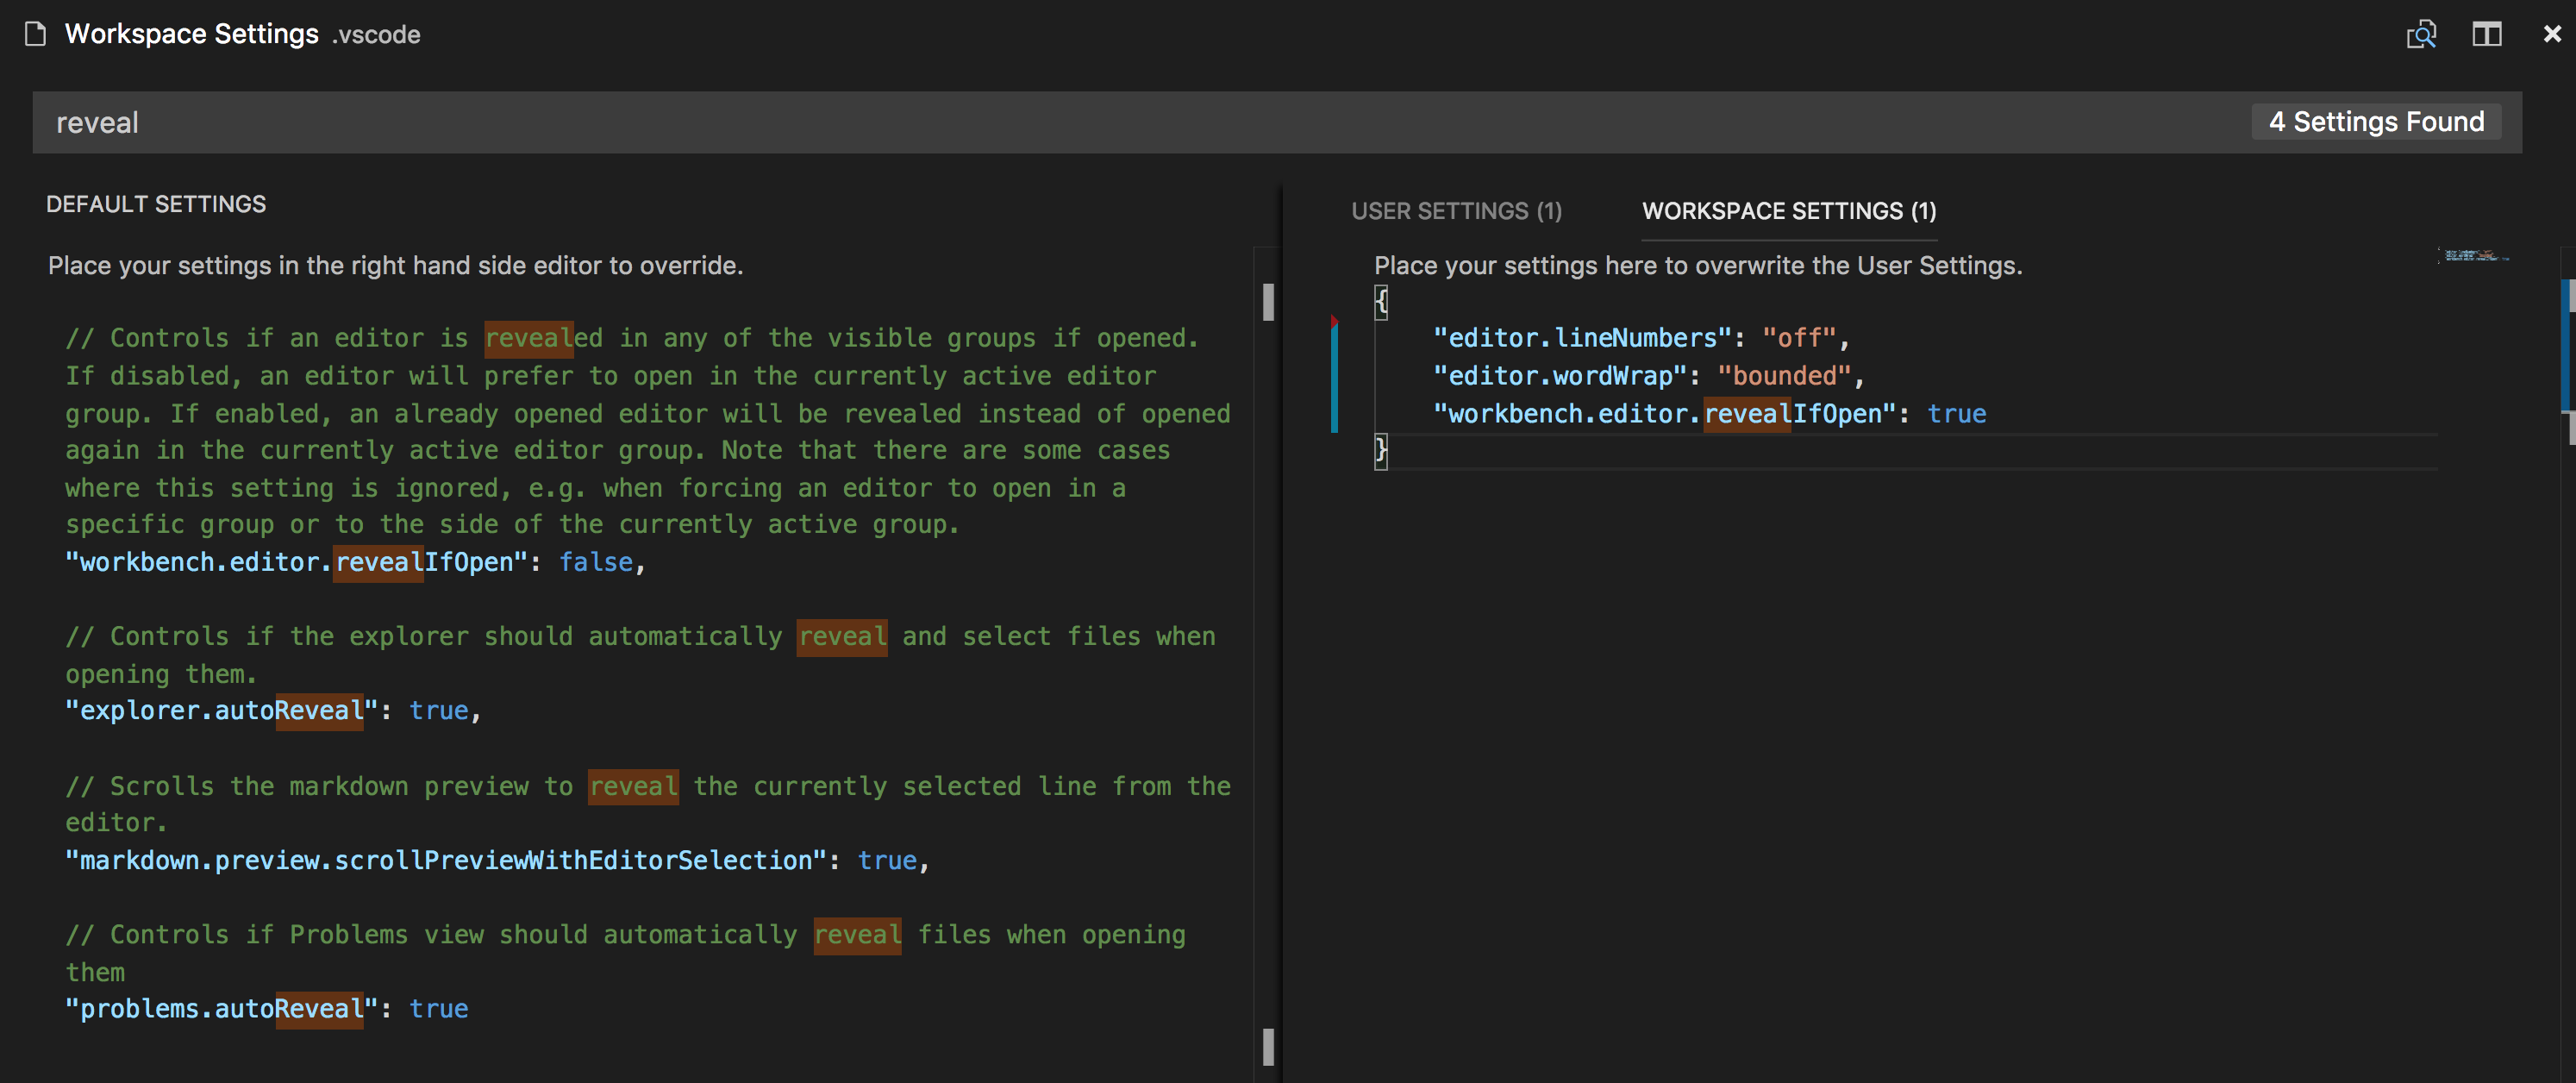 Workspace Settings .vscode
reveal
4 Settings Found
DEFAULT SETTINGS
Place your settings in the right hand side editor to override.
// Controls if an editor is revealed in any of the visible groups if opened.
If disabled, an editor will prefer to open in the currently active editor
group. If enabled, an already opened editor will be revealed instead of opened
again in the currently active editor group. Note that there are some cases
where this setting is ignored, e.g. when forcing an editor to open in a
specific group or to the side of the currently active group.
"workbench.editor.revealIfOpen": false,
// Controls if the explorer should automatically reveal and select files when
opening them.
"explorer.autoReveal": true,
// Scrolls the markdown preview to reveal the currently selected line from the
editor.
"markdown.preview.scrollPreviewWithEditorSelection": true,
// Controls if Problems view should automatically reveal files when opening
them
"problems.autoReveal": true
USER SETTINGS (1)
WORKSPACE SETTINGS (1)
Place your settings here to overwrite the User Settings.
{
"editor.lineNumbers": "off",
"editor.wordWrap": "bounded",
"workbench.editor.revealIfOpen": true
}